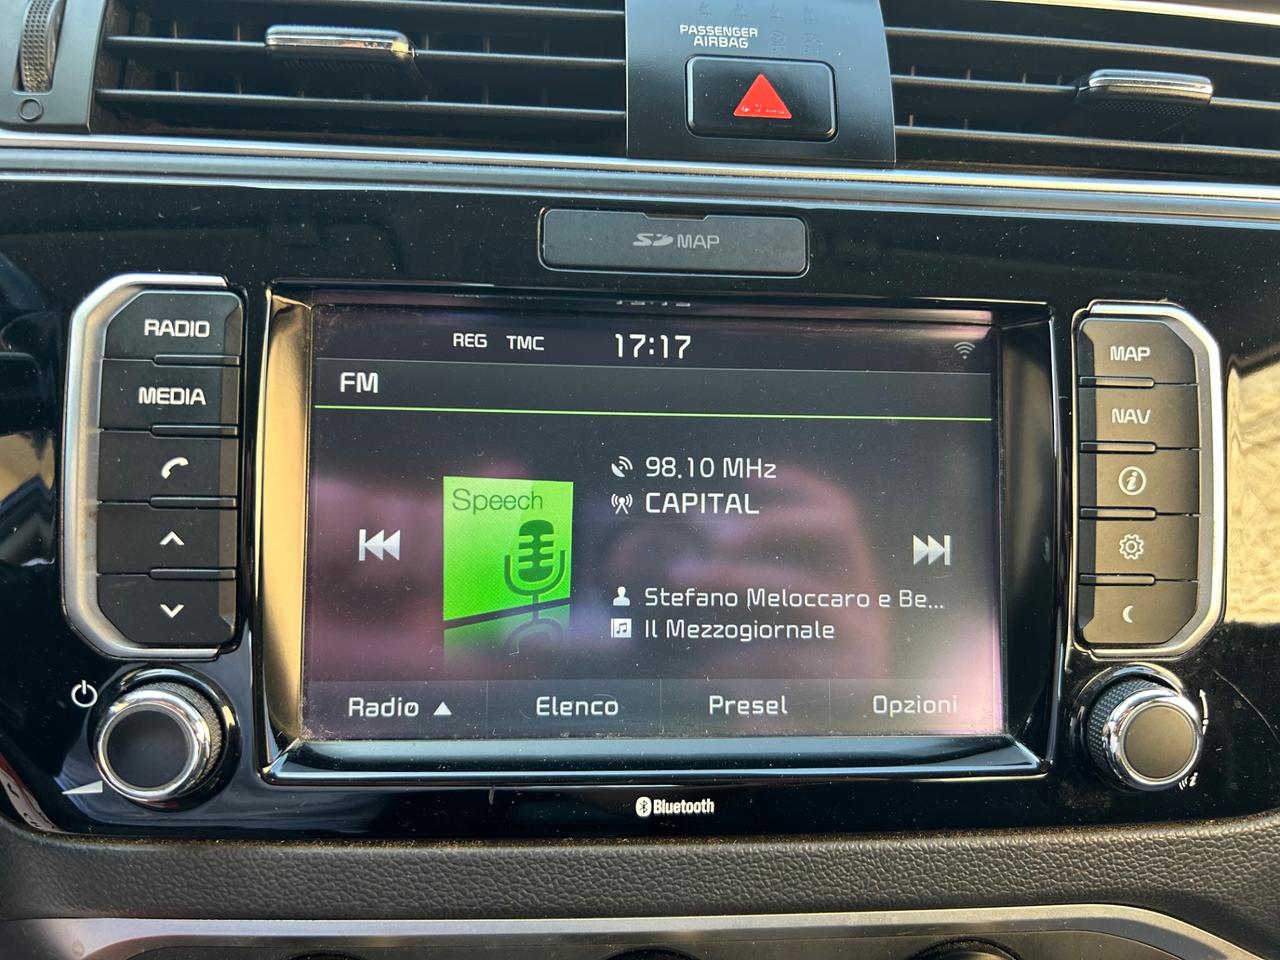 PASSENGER
AIRBAG
SD MAP
RADIO
MEDIA
MAP
NAV
REG TMC 17:17
FM
Speech
98.10 MHz
CAPITAL
Stefano Meloccaro e Be...
Il Mezzogiornale
Radio ▲ Elenco Presel Opzioni
Bluetooth